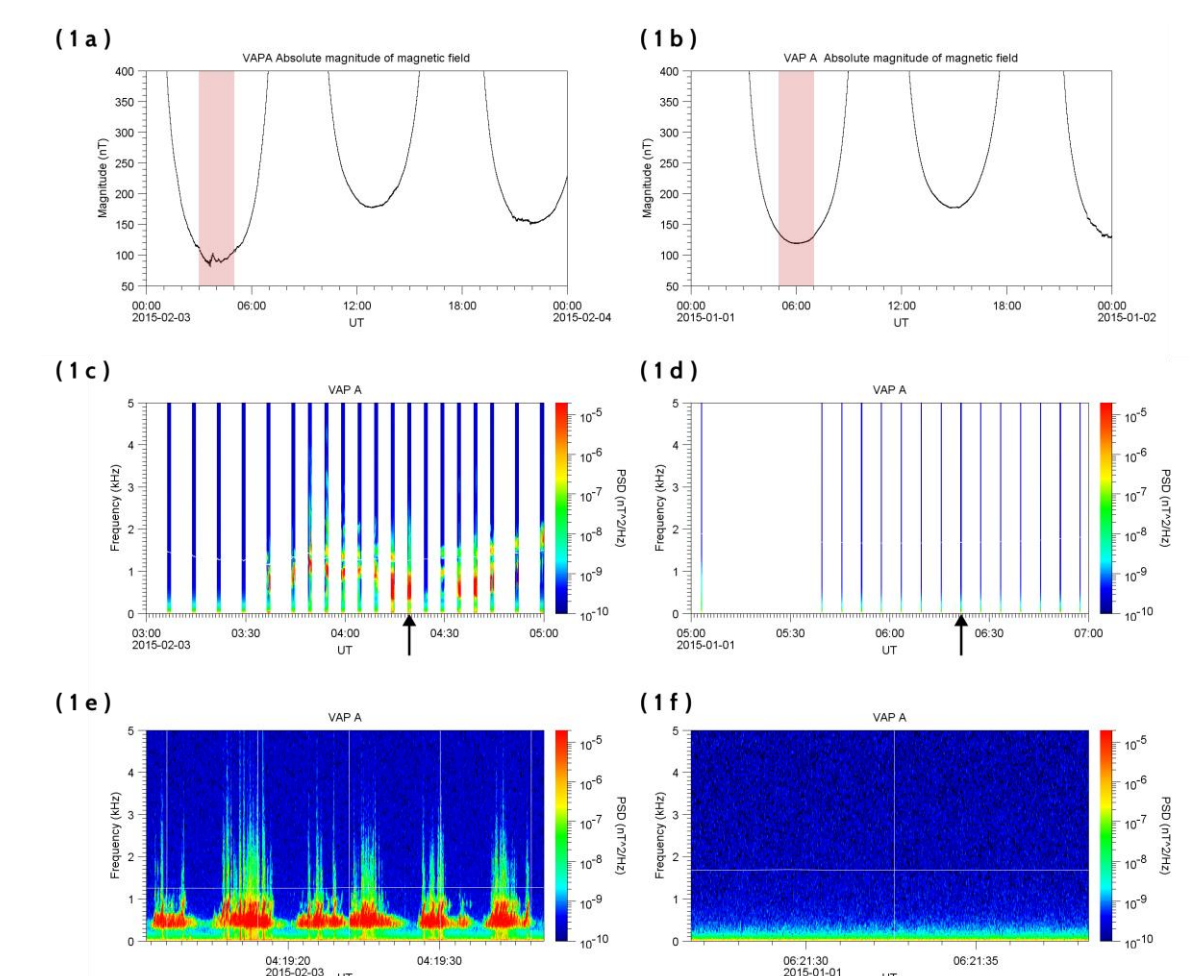 (1a)
VAPA Absolute magnitude of magnetic field
Magnitude (nT)
400
350
300
250
200
150
100
50
00:00 06:00 12:00 18:00 00:00
2015-02-03 2015-02-04
UT
(1b)
VAP A Absolute magnitude of magnetic field
Magnitude (nT)
400
350
300
250
200
150
100
50
00:00 06:00 12:00 18:00 00:00
2015-01-01 2015-01-02
UT
(1c)
VAP A
Frequency (kHz)
5
4
3
2
1
0
03:00 03:30 04:00 04:30 05:00
2015-02-03
UT
10-5
10-6
10-7
10-8
10-9
10-10
PSD (nT^2/Hz)
(1d)
VAP A
Frequency (kHz)
5
4
3
2
1
0
05:00 05:30 06:00 06:30 07:00
2015-01-01
UT
10-5
10-6
10-7
10-8
10-9
10-10
PSD (nT^2/Hz)
(1e)
VAP A
Frequency (kHz)
5
4
3
2
1
0
04:19:20 04:19:30
2015-02-03
UT
10-5
10-6
10-7
10-8
10-9
10-10
PSD (nT^2/Hz)
(1f)
VAP A
Frequency (kHz)
5
4
3
2
1
0
06:21:30 06:21:35
2015-01-01
UT
10-5
10-6
10-7
10-8
10-9
10-10
PSD (nT^2/Hz)